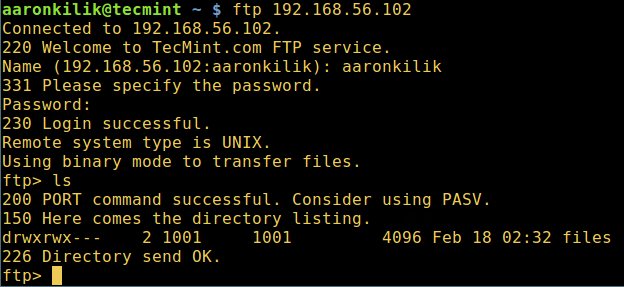 aaronkilik@tecmint ~ $ ftp 192.168.56.102
Connected to 192.168.56.102.
220 Welcome to TecMint.com FTP service.
Name (192.168.56.102:aaronkilik): aaronkilik
331 Please specify the password.
Password:
230 Login successful.
Remote system type is UNIX.
Using binary mode to transfer files.
ftp> ls
200 PORT command successful. Consider using PASV.
150 Here comes the directory listing.
drwxrwx---    2 1001     1001         4096 Feb 18 02:32 files
226 Directory send OK.
ftp>